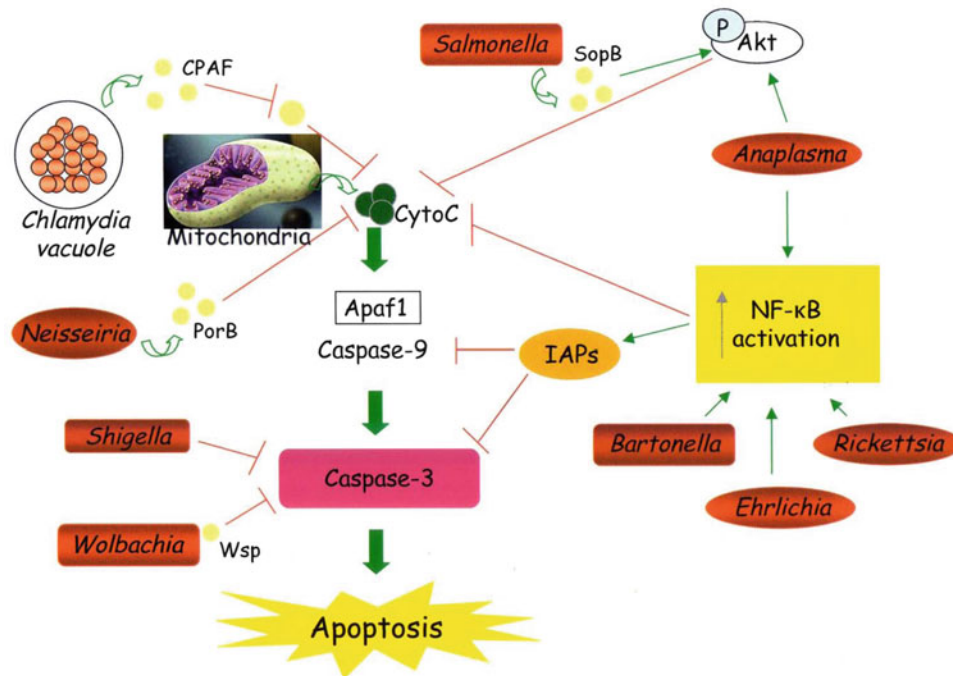 Salmonella
SopB
P
Akt
CPAF
Chlamydia
vacuole
Mitochondria
CytoC
Anaplasma
Neisseiria
PorB
Apaf1
Caspase-9
IAPs
NF-κB
activation
Shigella
Caspase-3
Bartonella
Rickettsia
Ehrlichia
Wolbachia
Wsp
Apoptosis